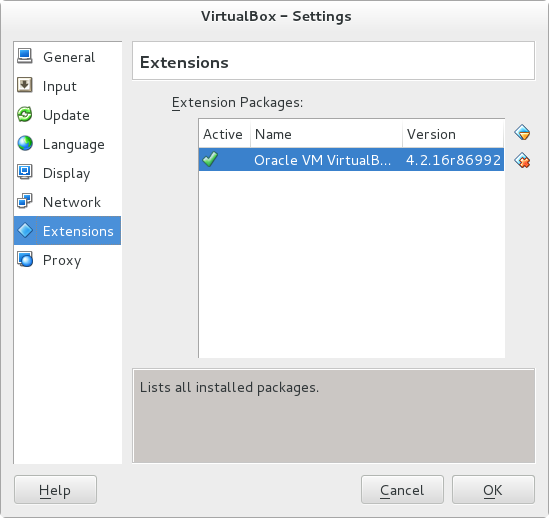 VirtualBox – Settings
General
Input
Update
Language
Display
Network
Extensions
Proxy
Extensions
Extension Packages:
Active Name Version
Oracle VM VirtualB... 4.2.16r86992
Lists all installed packages.
Help Cancel OK